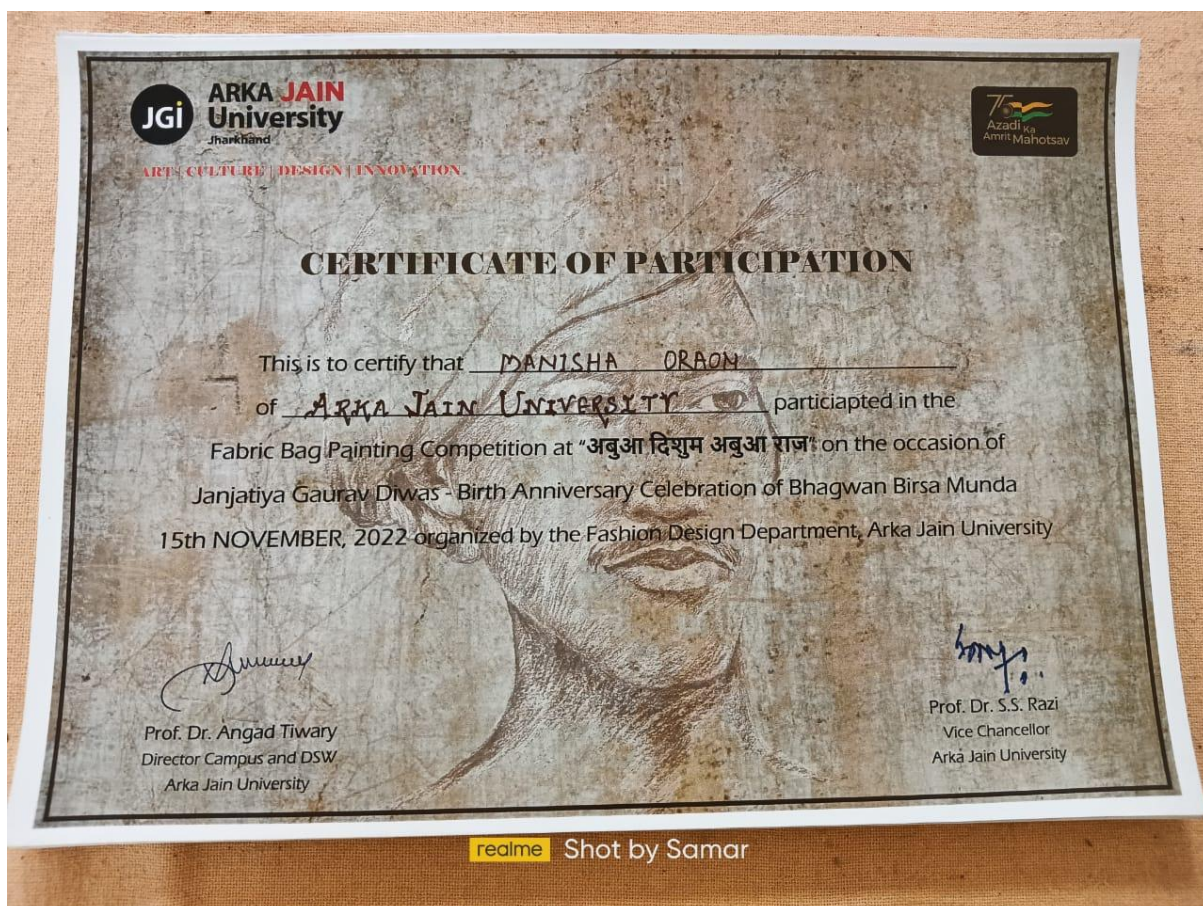 JGi
ARKA JAIN
University
Jharkhand
ART | CULTURE | DESIGN | INNOVATION
75
Azadi Ka
Amrit Mahotsav
CERTIFICATE OF PARTICIPATION
This is to certify that MANISHA ORAON
of ARKA JAIN UNIVERSITY particiapted in the
Fabric Bag Painting Competition at "अबुआ दिशुम अबुआ राज" on the occasion of
Janjatiya Gaurav Diwas - Birth Anniversary Celebration of Bhagwan Birsa Munda
15th NOVEMBER, 2022 organized by the Fashion Design Department, Arka Jain University
Prof. Dr. Angad Tiwary
Director Campus and DSW
Arka Jain University
Prof. Dr. S.S. Razi
Vice Chancellor
Arka Jain University
realme Shot by Samar